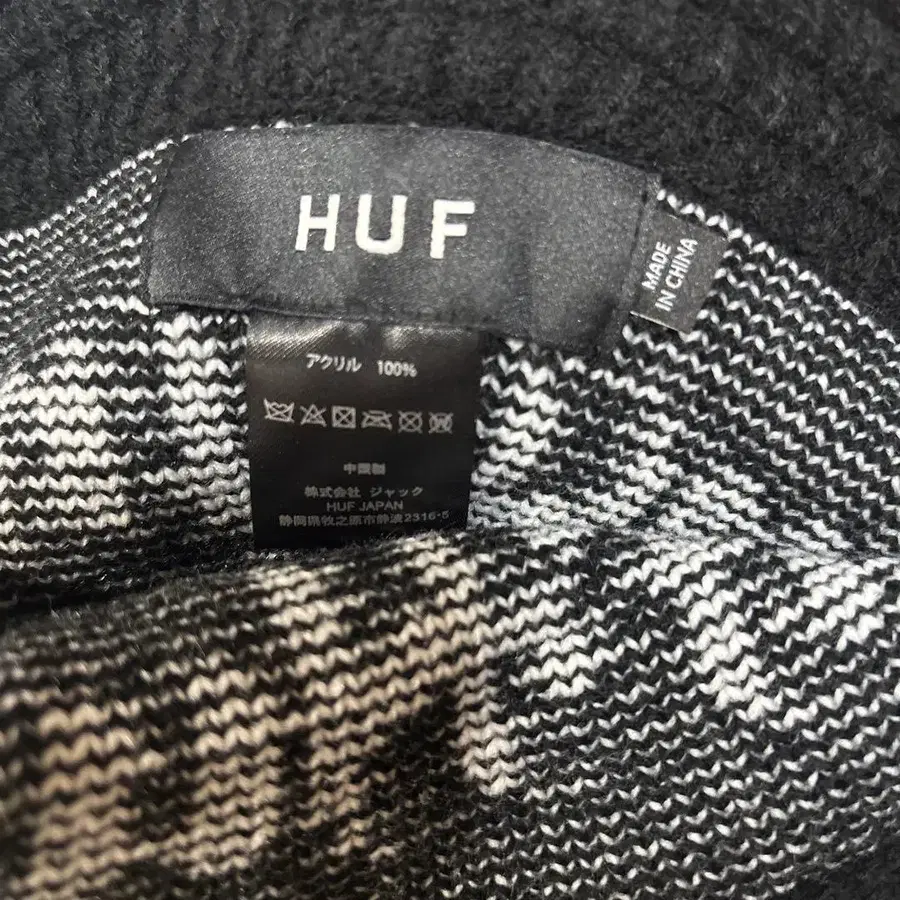 HUF
MADE
IN CHINA
アクリル 100%
中国製
株式会社 ジャック
HUF JAPAN
静岡県牧之原市静波2316-5